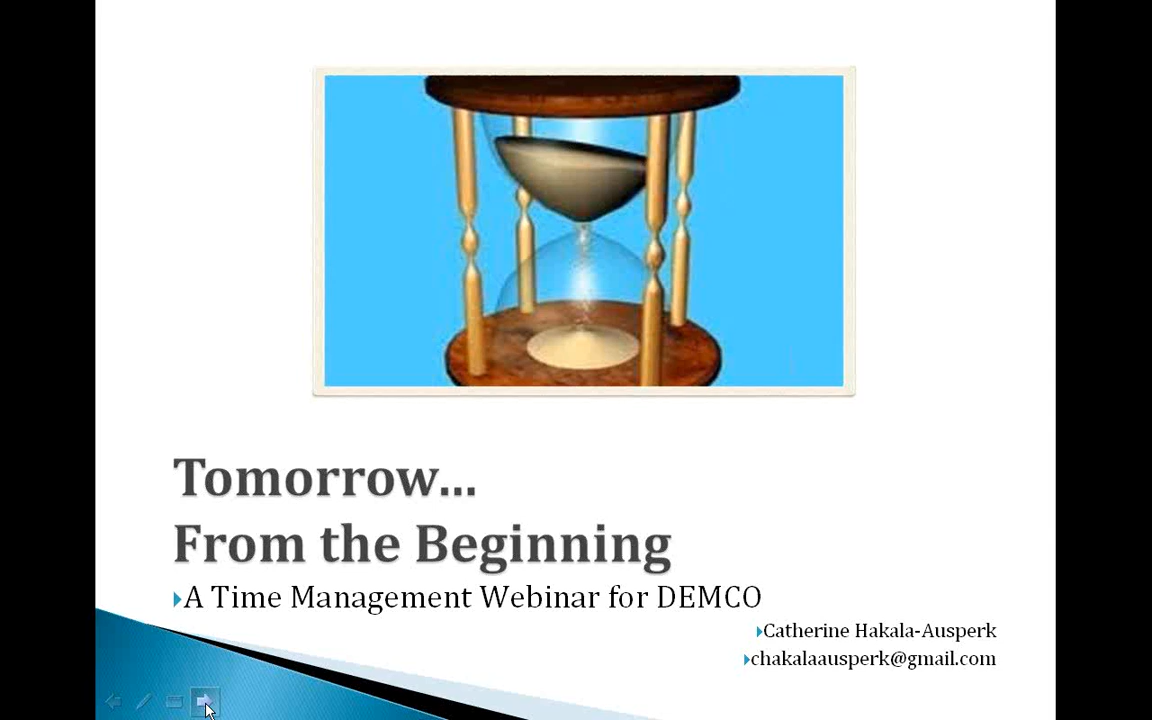 Tomorrow...
From the Beginning
A Time Management Webinar for DEMCO
Catherine Hakala-Ausperk
chakalaausperk@gmail.com